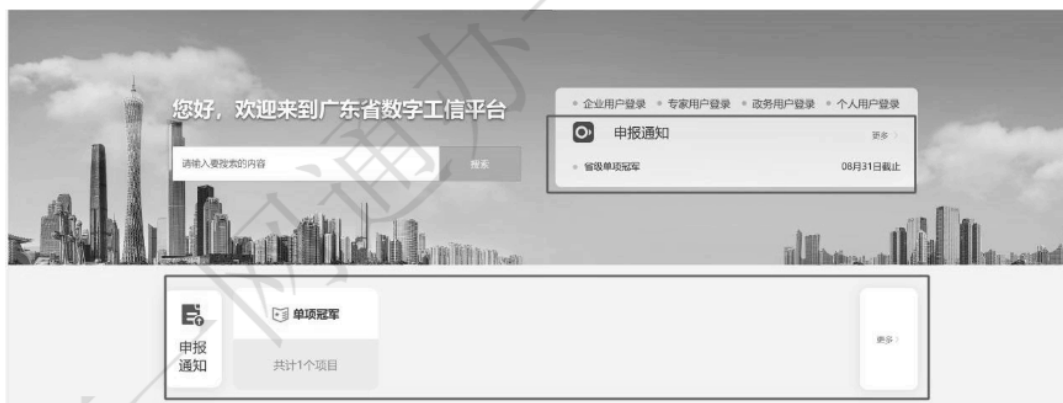 您好，欢迎来到广东省数字工信平台
请输入要搜索的内容 搜索
企业用户登录 专家用户登录 政务用户登录 个人用户登录
申报通知 更多
省级单项冠军 08月31日截止
申报
通知
单项冠军
共计1个项目
更多
一网通办